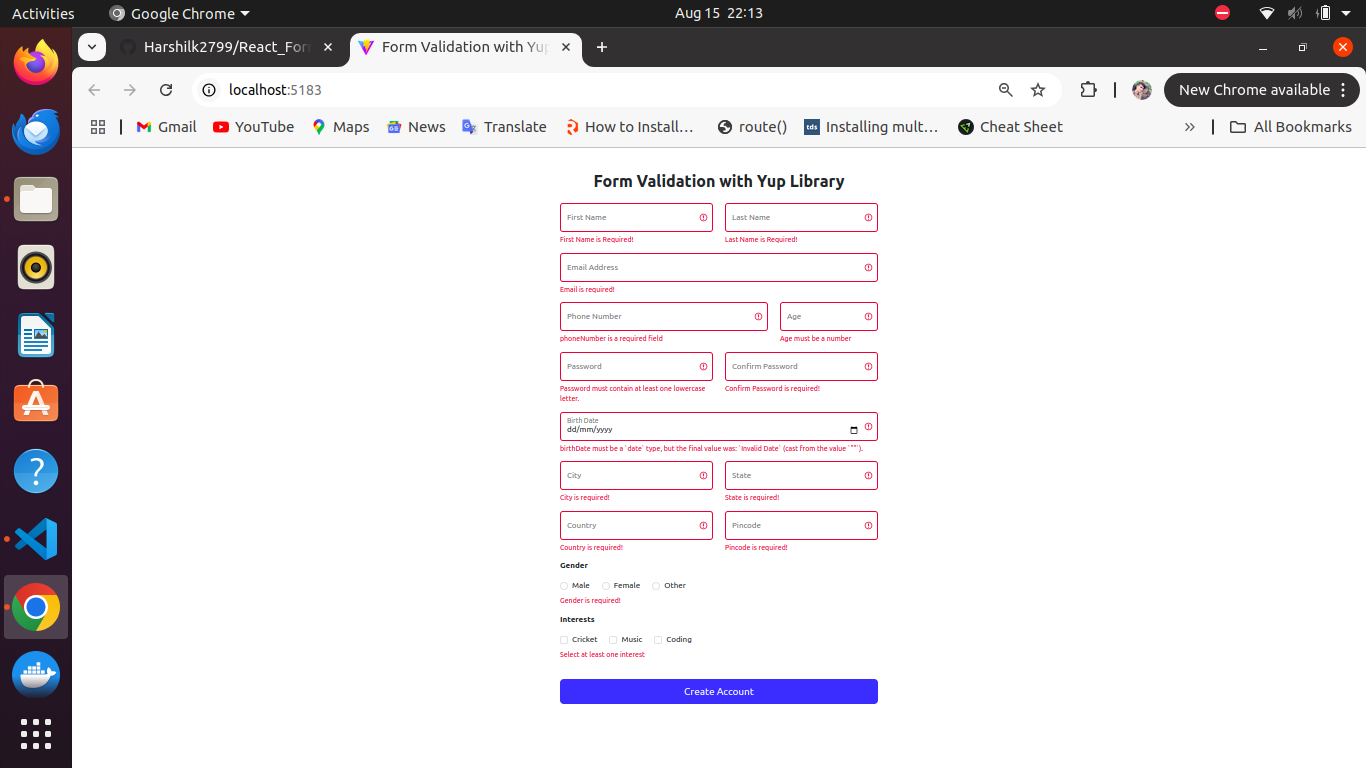 Activities
Google Chrome
Aug 15 22:13
Harshilk2799/React_For
Form Validation with Yup
localhost:5183
New Chrome available
Gmail
YouTube
Maps
News
Translate
How to Install…
route()
tds
Installing mult…
Cheat Sheet
All Bookmarks
Form Validation with Yup Library
First Name
Last Name
First Name is Required!
Last Name is Required!
Email Address
Email is required!
Phone Number
Age
phoneNumber is a required field
Age must be a number
Password
Confirm Password
Password must contain at least one lowercase
letter.
Confirm Password is required!
Birth Date
dd/mm/yyyy
birthDate must be a `date` type, but the final value was: `Invalid Date` (cast from the value `""`).
City
State
City is required!
State is required!
Country
Pincode
Country is required!
Pincode is required!
Gender
Male
Female
Other
Gender is required!
Interests
Cricket
Music
Coding
Select at least one interest
Create Account